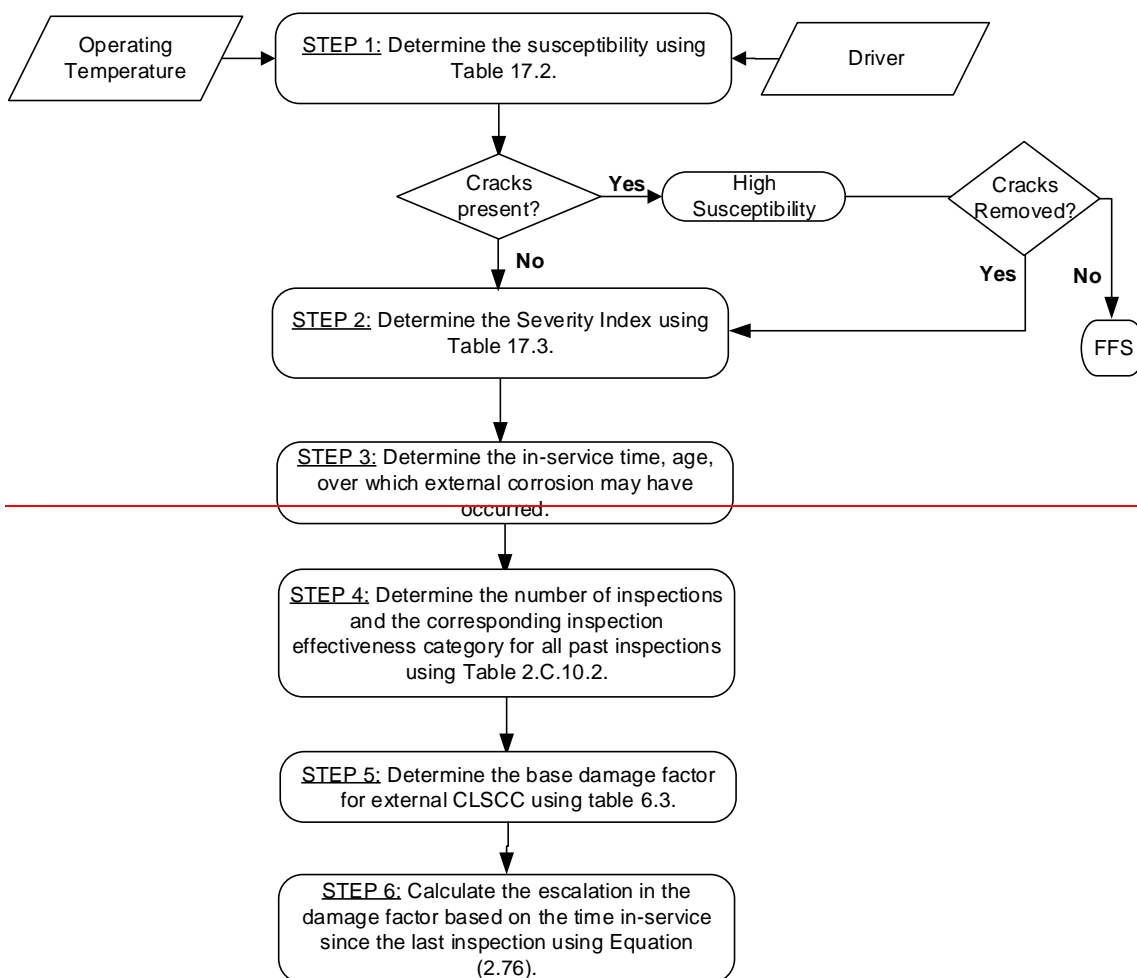 Operating
Temperature
STEP 1: Determine the susceptibility using
Table 17.2.
Driver
Cracks
present?
Yes
High
Susceptibility
Cracks
Removed?
No
Yes
No
STEP 2: Determine the Severity Index using
Table 17.3.
FFS
STEP 3: Determine the in-service time, age,
over which external corrosion may have
occurred.
STEP 4: Determine the number of inspections
and the corresponding inspection
effectiveness category for all past inspections
using Table 2.C.10.2.
STEP 5: Determine the base damage factor
for external CLSCC using table 6.3.
STEP 6: Calculate the escalation in the
damage factor based on the time in-service
since the last inspection using Equation
(2.76).